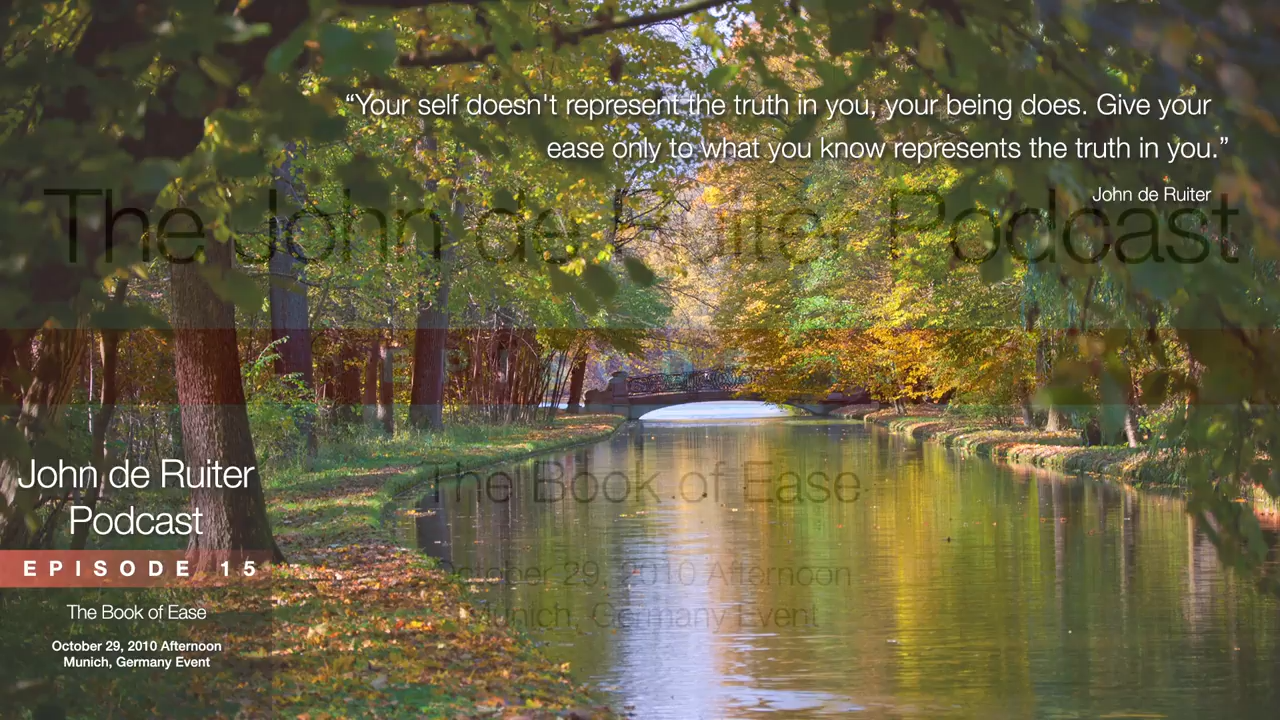 “Your self doesn't represent the truth in you, your being does. Give your
ease only to what you know represents the truth in you.”
John de Ruiter
The John de Ruiter Podcast
The Book of Ease
October 29, 2010 Afternoon
Munich, Germany Event
John de Ruiter
Podcast
EPISODE 15
The Book of Ease
October 29, 2010 Afternoon
Munich, Germany Event